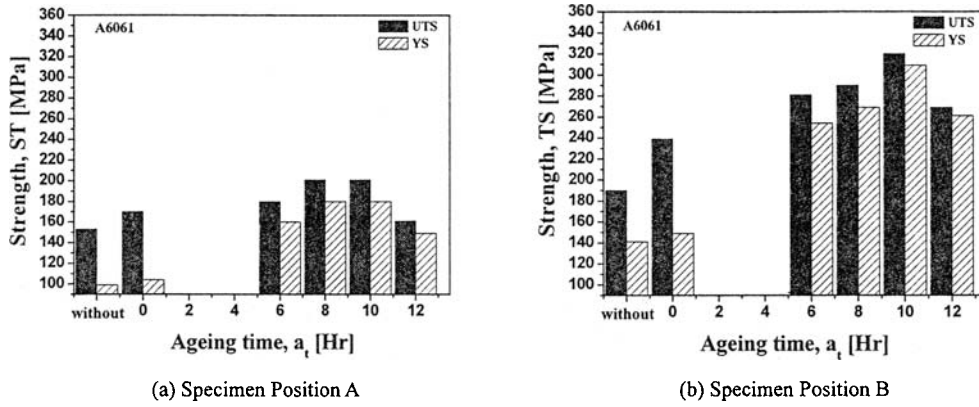 A6061
UTS
YS
Strength, ST [MPa]
360
340
320
300
280
260
240
220
200
180
160
140
120
100
without 0 2 4 6 8 10 12
Ageing time, at [Hr]
(a) Specimen Position A
A6061
UTS
YS
Strength, TS [MPa]
360
340
320
300
280
260
240
220
200
180
160
140
120
100
without 0 2 4 6 8 10 12
Ageing time, at [Hr]
(b) Specimen Position B